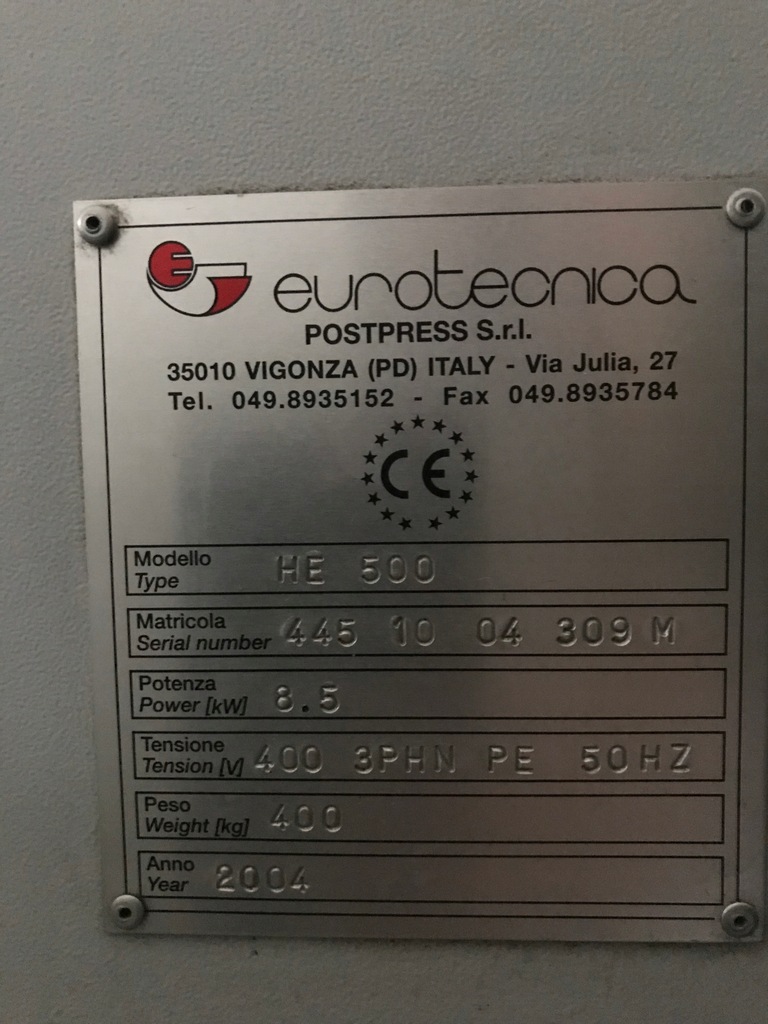 eurotecnica
POSTPRESS S.r.l.
35010 VIGONZA (PD) ITALY - Via Julia, 27
Tel. 049.8935152 - Fax 049.8935784
CE
Modello
Type HE 500
Matricola
Serial number 445 10 04 309 M
Potenza
Power [kW] 8.5
Tensione
Tension [V] 400 3PHN PE 50HZ
Peso
Weight [kg] 400
Anno
Year 2004